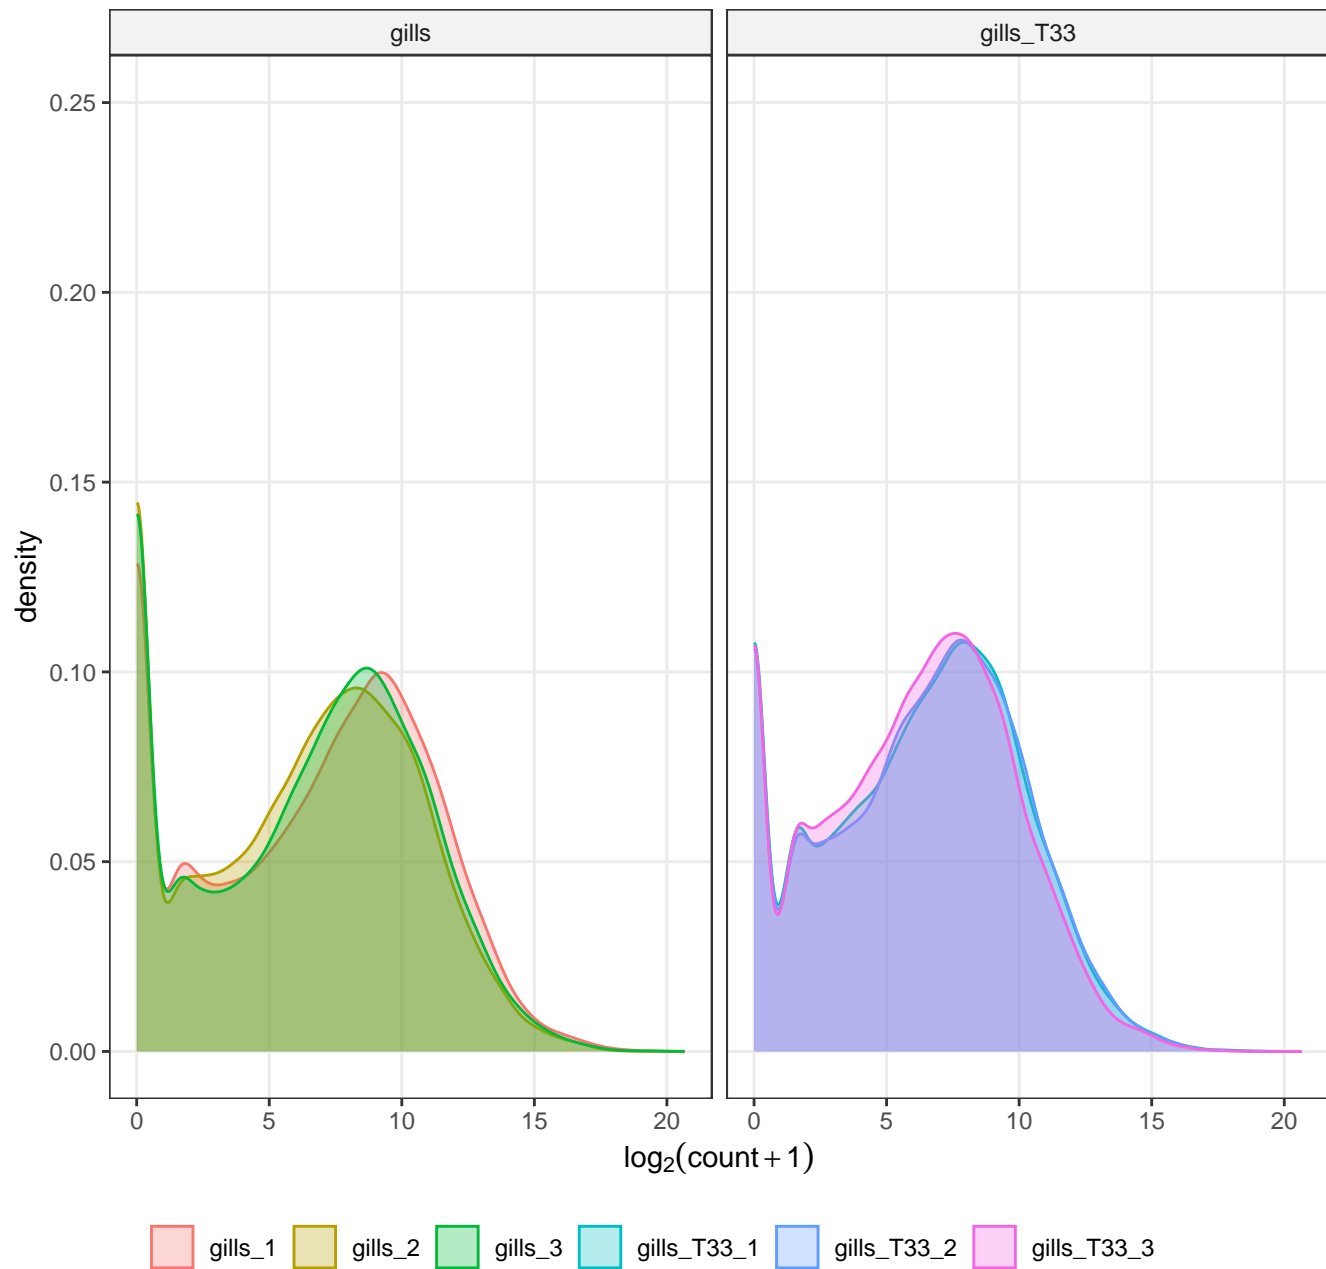 gills
gills_T33
0.25
0.20
0.15
0.10
0.05
0.00
density
0 5 10 15 20
0 5 10 15 20
log₂(count + 1)
gills_1 gills_2 gills_3 gills_T33_1 gills_T33_2 gills_T33_3